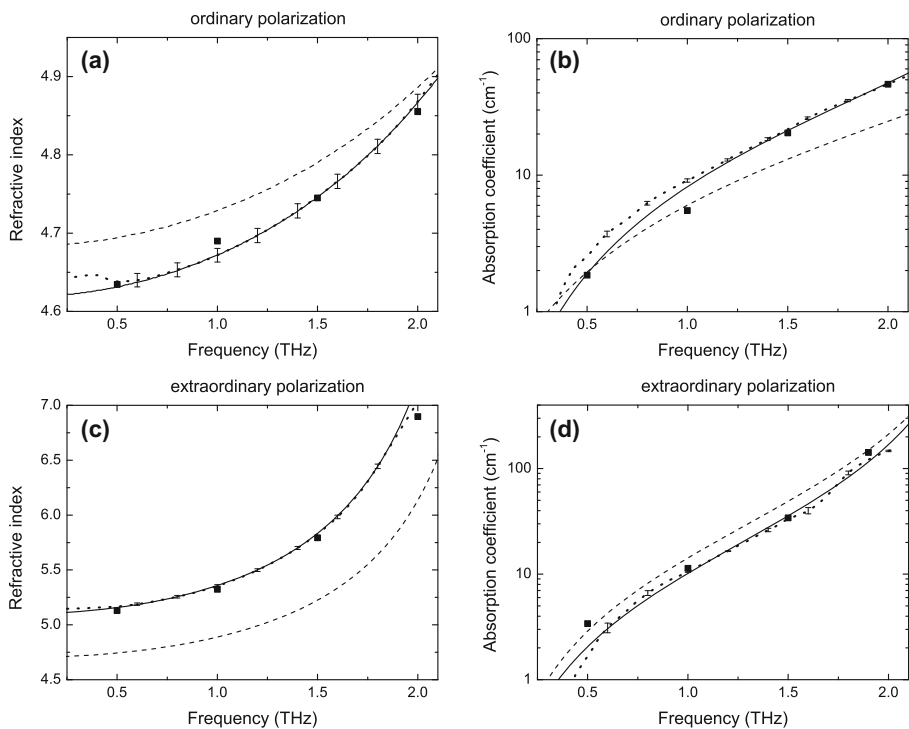 ordinary polarization
(a)
4.9
4.8
4.7
4.6
Refractive index
0.5 1.0 1.5 2.0
Frequency (THz)
ordinary polarization
(b)
100
10
1
Absorption coefficient (cm-1)
0.5 1.0 1.5 2.0
Frequency (THz)
extraordinary polarization
(c)
7.0
6.5
6.0
5.5
5.0
4.5
Refractive index
0.5 1.0 1.5 2.0
Frequency (THz)
extraordinary polarization
(d)
100
10
1
Absorption coefficient (cm-1)
0.5 1.0 1.5 2.0
Frequency (THz)